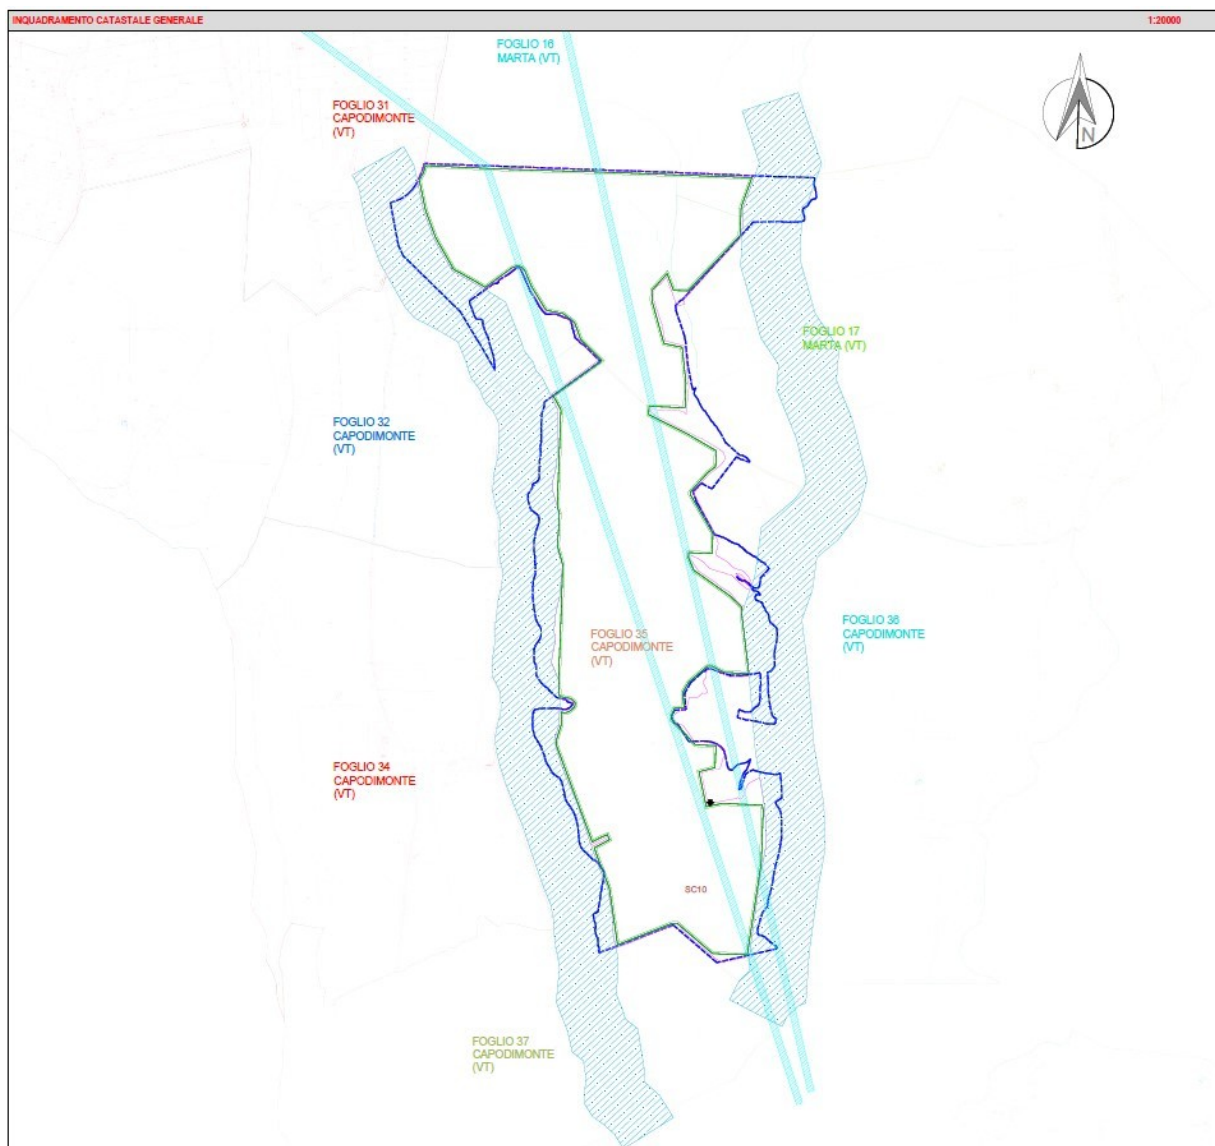 INQUADRAMENTO CATASTALE GENERALE
1:20000
FOGLIO 16
MARTA (VT)
FOGLIO 31
CAPODIMONTE
(VT)
N
FOGLIO 17
MARTA (VT)
FOGLIO 32
CAPODIMONTE
(VT)
FOGLIO 35
CAPODIMONTE
(VT)
FOGLIO 36
CAPODIMONTE
(VT)
FOGLIO 34
CAPODIMONTE
(VT)
SC10
FOGLIO 37
CAPODIMONTE
(VT)